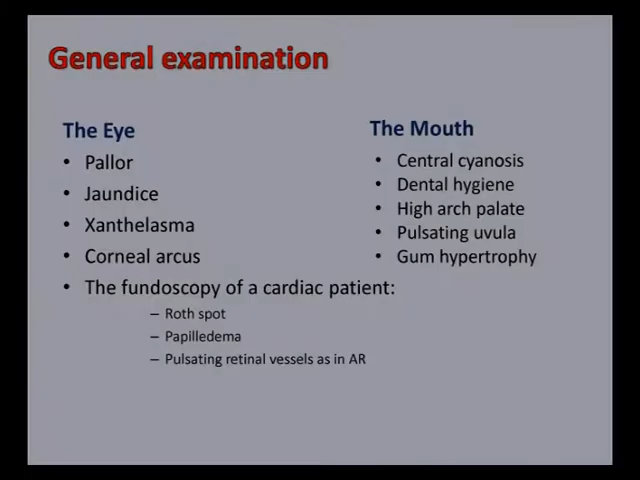 General examination
The Eye
• Pallor
• Jaundice
• Xanthelasma
• Corneal arcus
• The fundoscopy of a cardiac patient:
– Roth spot
– Papilledema
– Pulsating retinal vessels as in AR
The Mouth
• Central cyanosis
• Dental hygiene
• High arch palate
• Pulsating uvula
• Gum hypertrophy